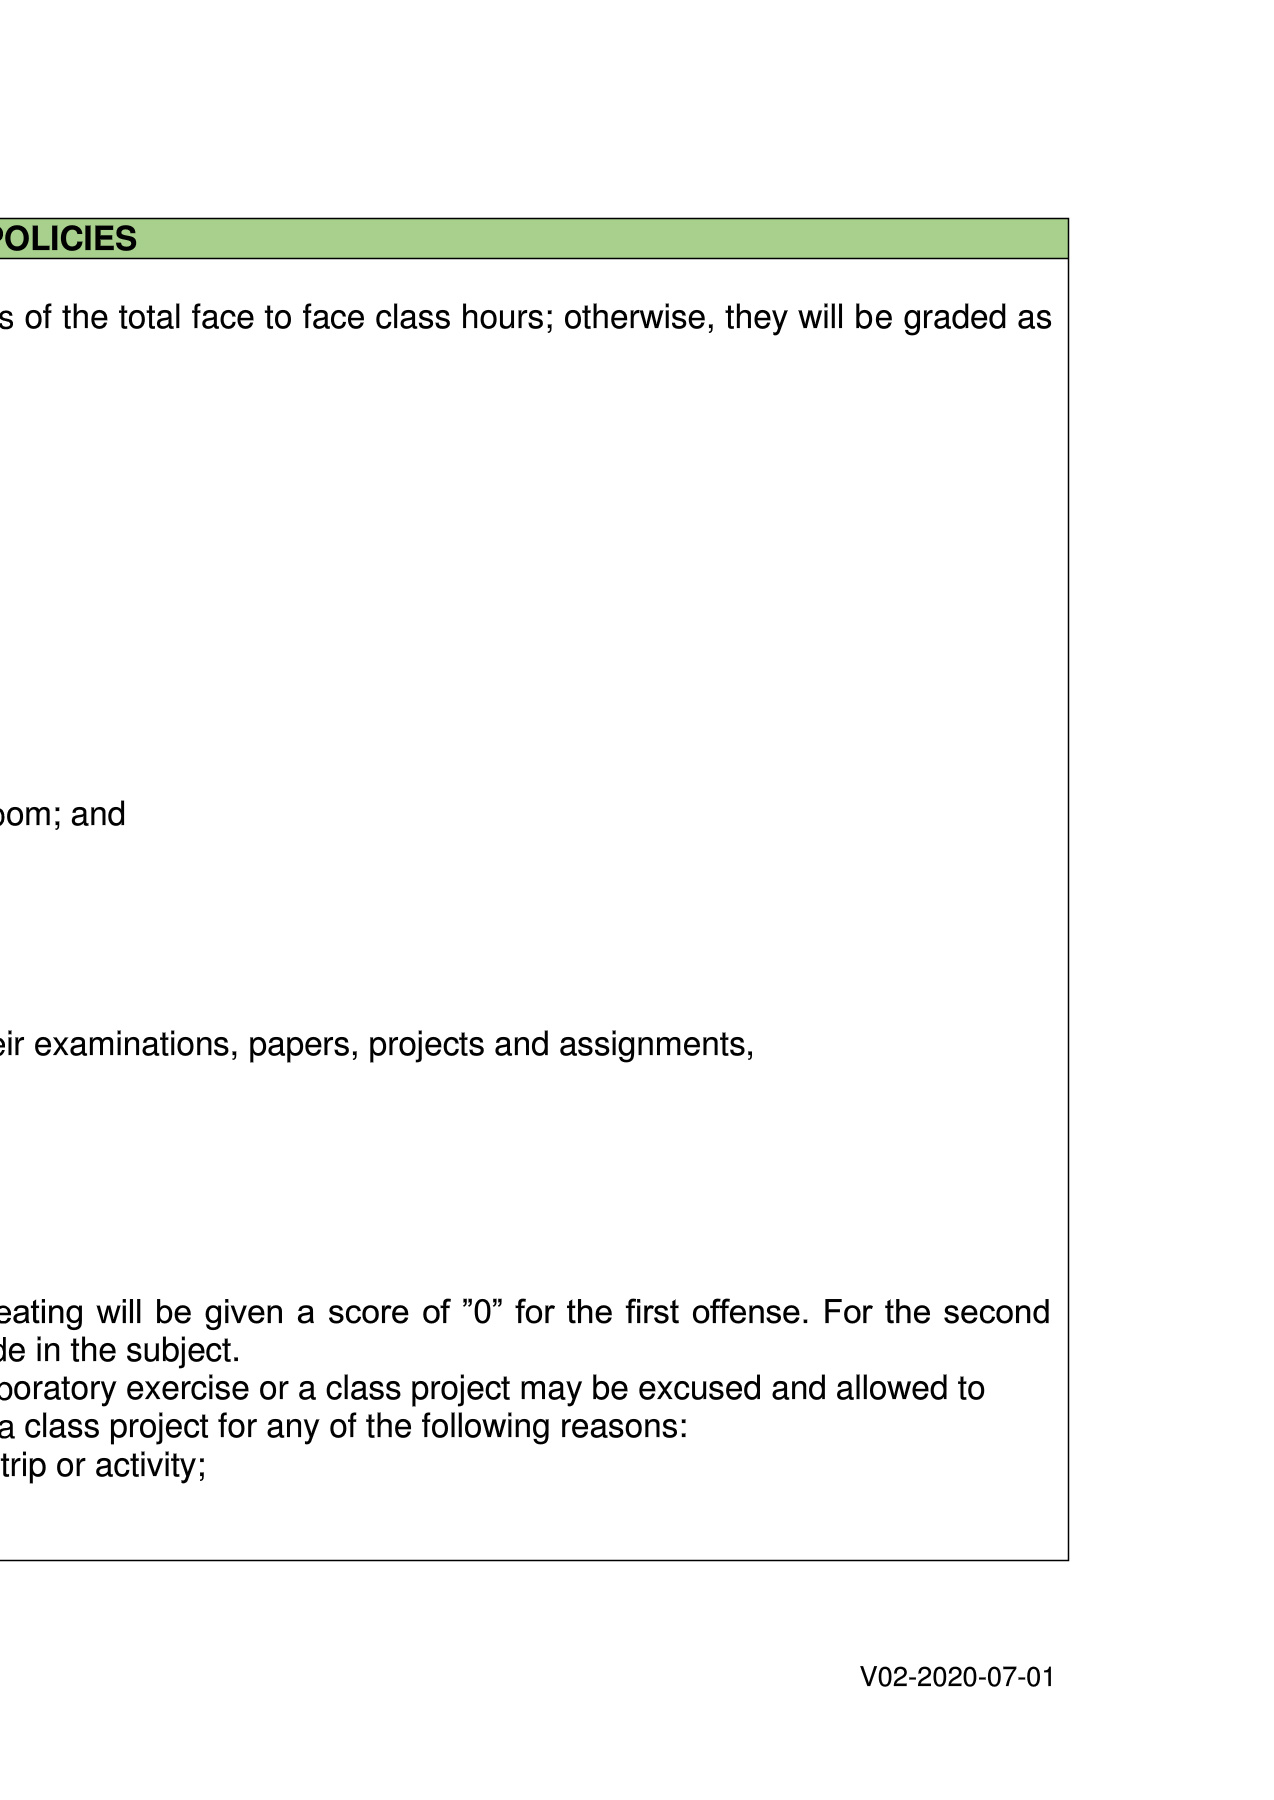 POLICIES
s of the total face to face class hours; otherwise, they will be graded as
oom; and
eir examinations, papers, projects and assignments,
eating will be given a score of ”0” for the first offense. For the second
de in the subject.
boratory exercise or a class project may be excused and allowed to
a class project for any of the following reasons:
trip or activity;
V02-2020-07-01